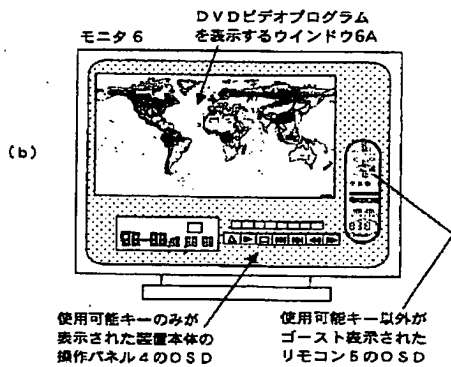 DVDビデオプログラム
を表示するウインドウ6A
モニタ6
(b)
使用可能キーのみが
表示された装置本体の
操作パネル4のOSD
使用可能キー以外が
ゴースト表示された
リモコン5のOSD